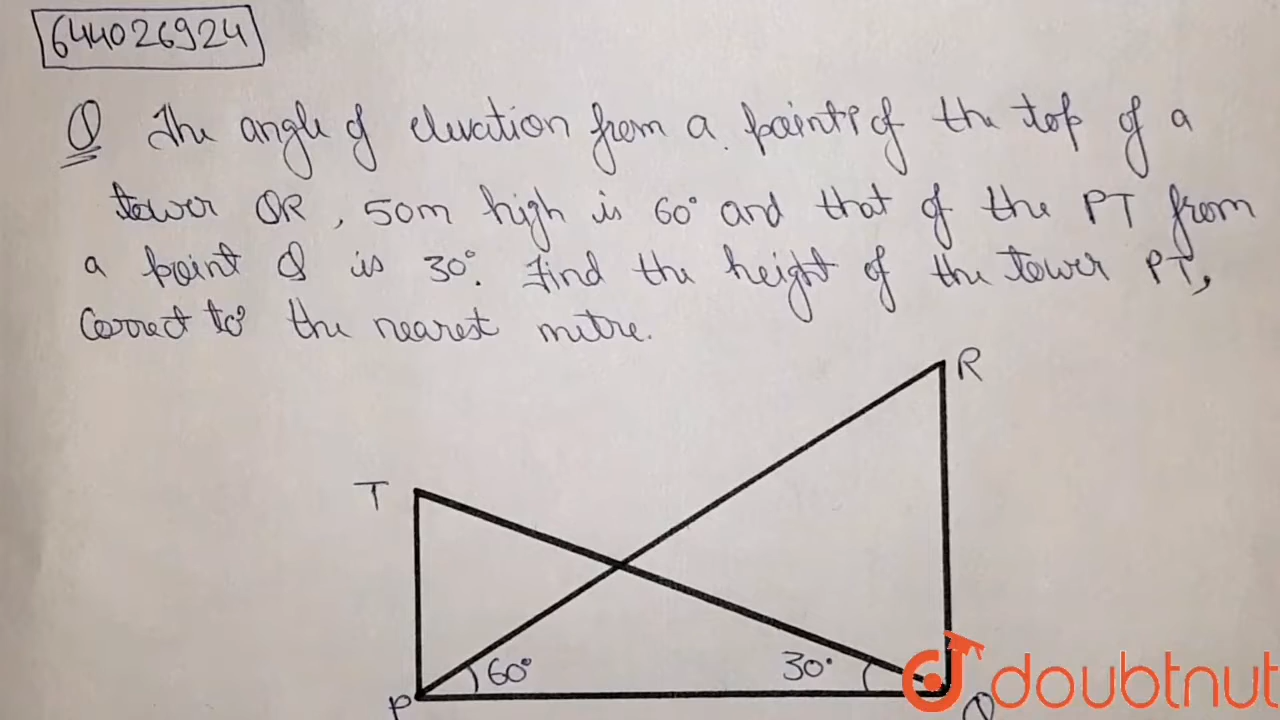 644026924
Q The angle of elevation from a point P of the top of a
tower QR, 50m high is 60° and that of the PT from
a point Q is 30°. Find the height of the tower PT,
Correct to the nearest metre.
R
T
60°
30°
P
Q
doubtnut